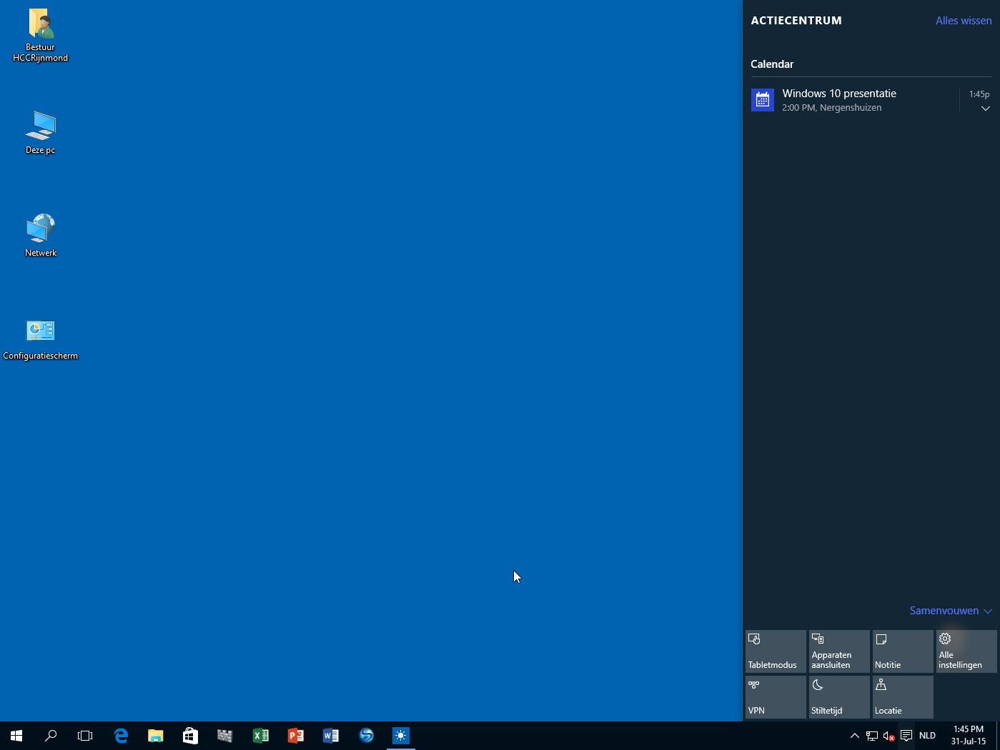 Bestuur
HCCRijnmond
Deze pc
Netwerk
Configuratiescherm
ACTIECENTRUM
Alles wissen
Calendar
Windows 10 presentatie
1:45p
2:00 PM, Nergenshuizen
Samenvouwen
Tabletmodus
Apparaten
aansluiten
Notitie
Alle
instellingen
VPN
Stiltetijd
Locatie
NLD
1:45 PM
31-Jul-15